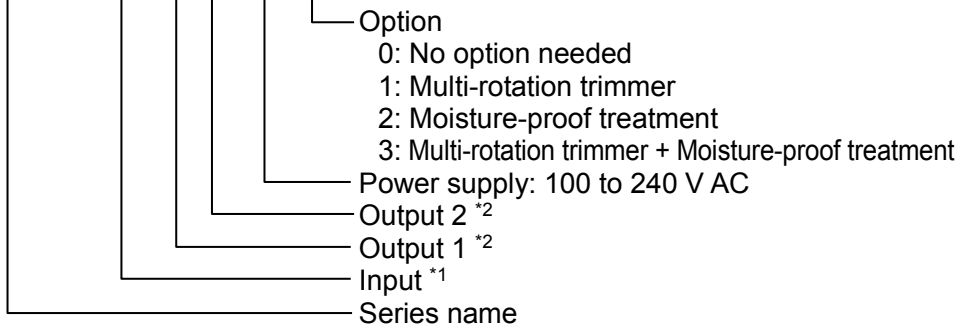 Option
0: No option needed
1: Multi-rotation trimmer
2: Moisture-proof treatment
3: Multi-rotation trimmer + Moisture-proof treatment
Power supply: 100 to 240 V AC
Output 2 *2
Output 1 *2
Input *1
Series name